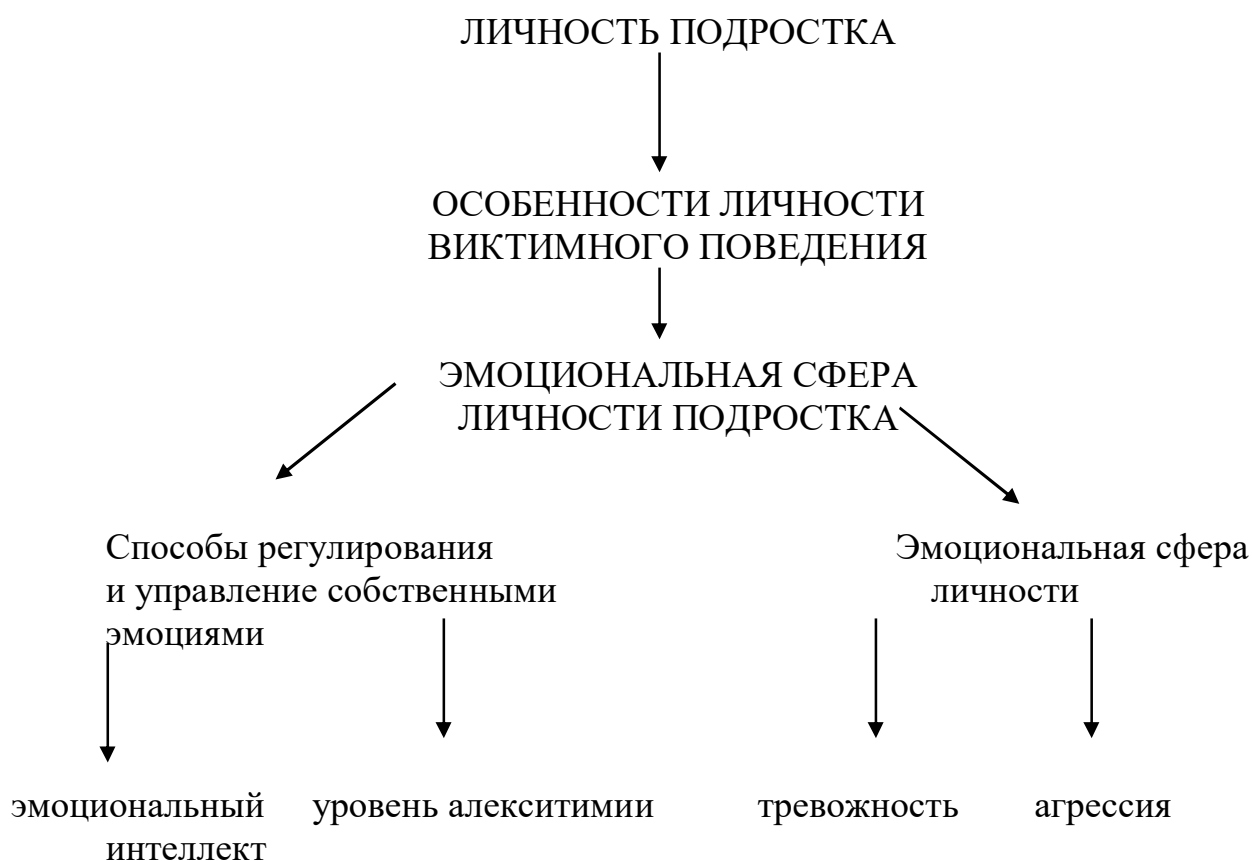 ЛИЧНОСТЬ ПОДРОСТКА
ОСОБЕННОСТИ ЛИЧНОСТИ
ВИКТИМНОГО ПОВЕДЕНИЯ
ЭМОЦИОНАЛЬНАЯ СФЕРА
ЛИЧНОСТИ ПОДРОСТКА
Способы регулирования
и управление собственными
эмоциями
Эмоциональная сфера
личности
эмоциональный
интеллект
уровень алекситимии
тревожность
агрессия